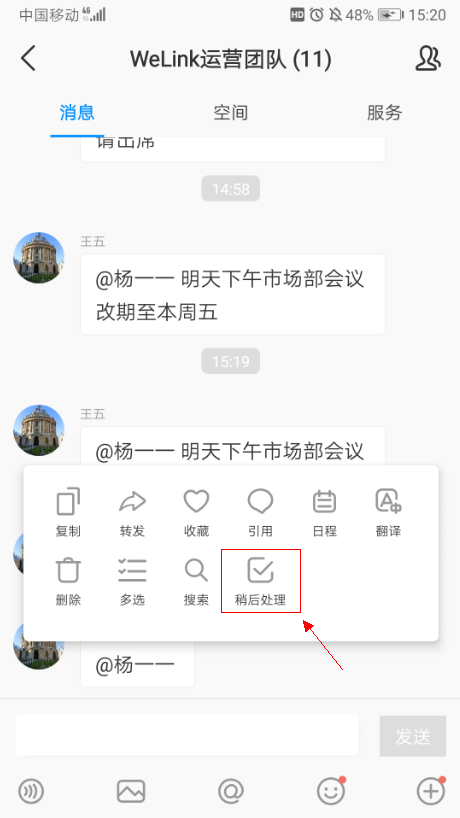 中国移动 4G HD 48% 15:20
WeLink运营团队 (11)
消息 空间 服务
请出席
14:58
王五
@杨一一 明天下午市场部会议
改期至本周五
15:19
王五
@杨一一 明天下午市场部会议
复制 转发 收藏 引用 日程 翻译
删除 多选 搜索 稍后处理
@杨一一
发送